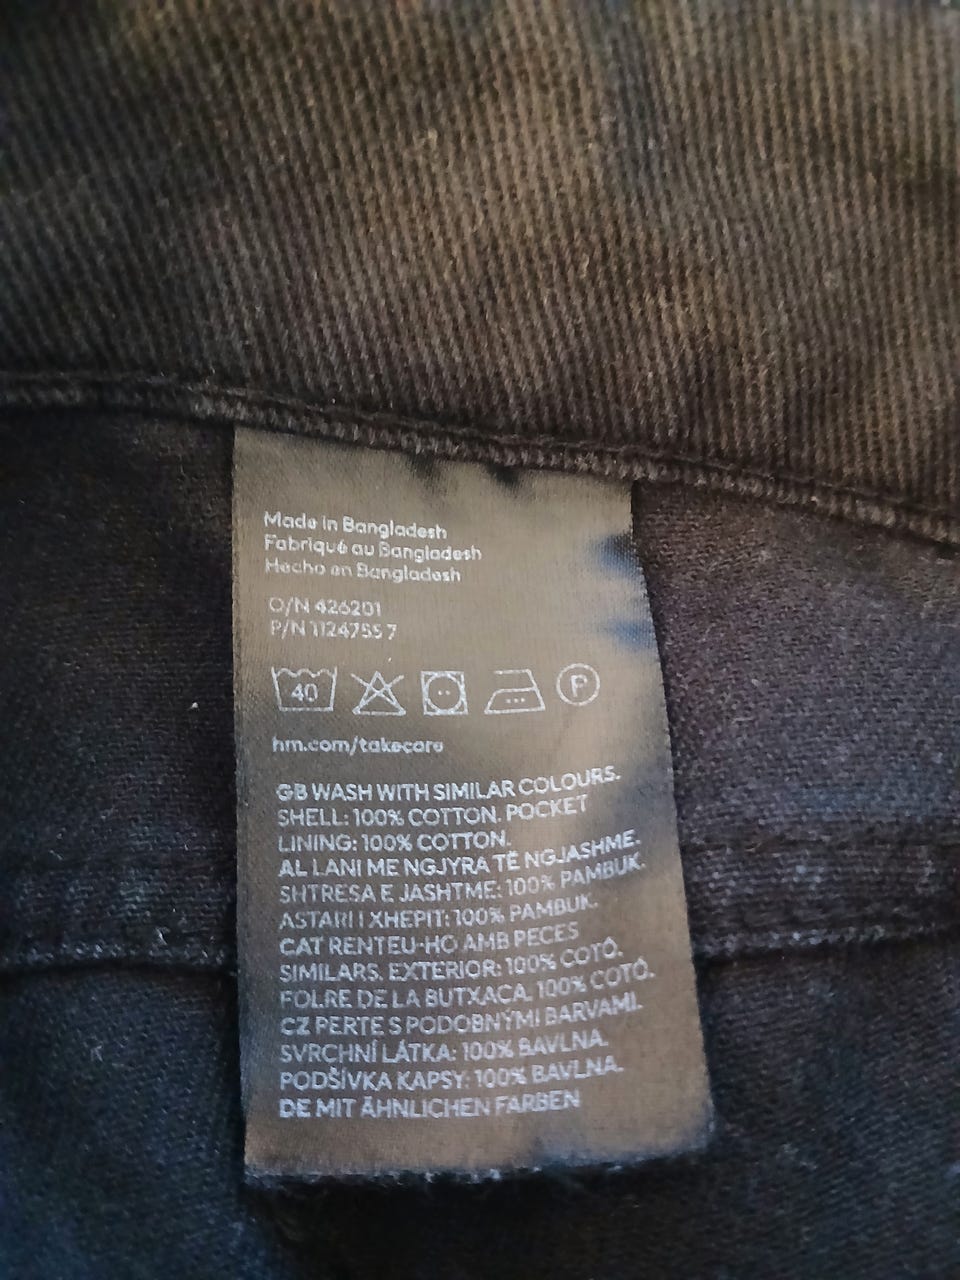 Made in Bangladesh
Fabriqué au Bangladesh
Hecho en Bangladesh
O/N 426201
P/N 1124755 7
40 P
hm.com/takecare
GB WASH WITH SIMILAR COLOURS.
SHELL: 100% COTTON. POCKET
LINING: 100% COTTON.
AL LANI ME NGJYRA TË NGJASHME.
SHTRESA E JASHTME: 100% PAMBUK.
ASTARI I XHEPIT: 100% PAMBUK.
CAT RENTEU-HO AMB PECES
SIMILARS. EXTERIOR: 100% COTÓ.
FOLRE DE LA BUTXACA. 100% COTÓ.
CZ PERTE S PODOBNÝMI BARVAMI.
SVRCHNÍ LÁTKA: 100% BAVLNA.
PODŠÍVKA KAPSY: 100% BAVLNA.
DE MIT ÄHNLICHEN FARBEN